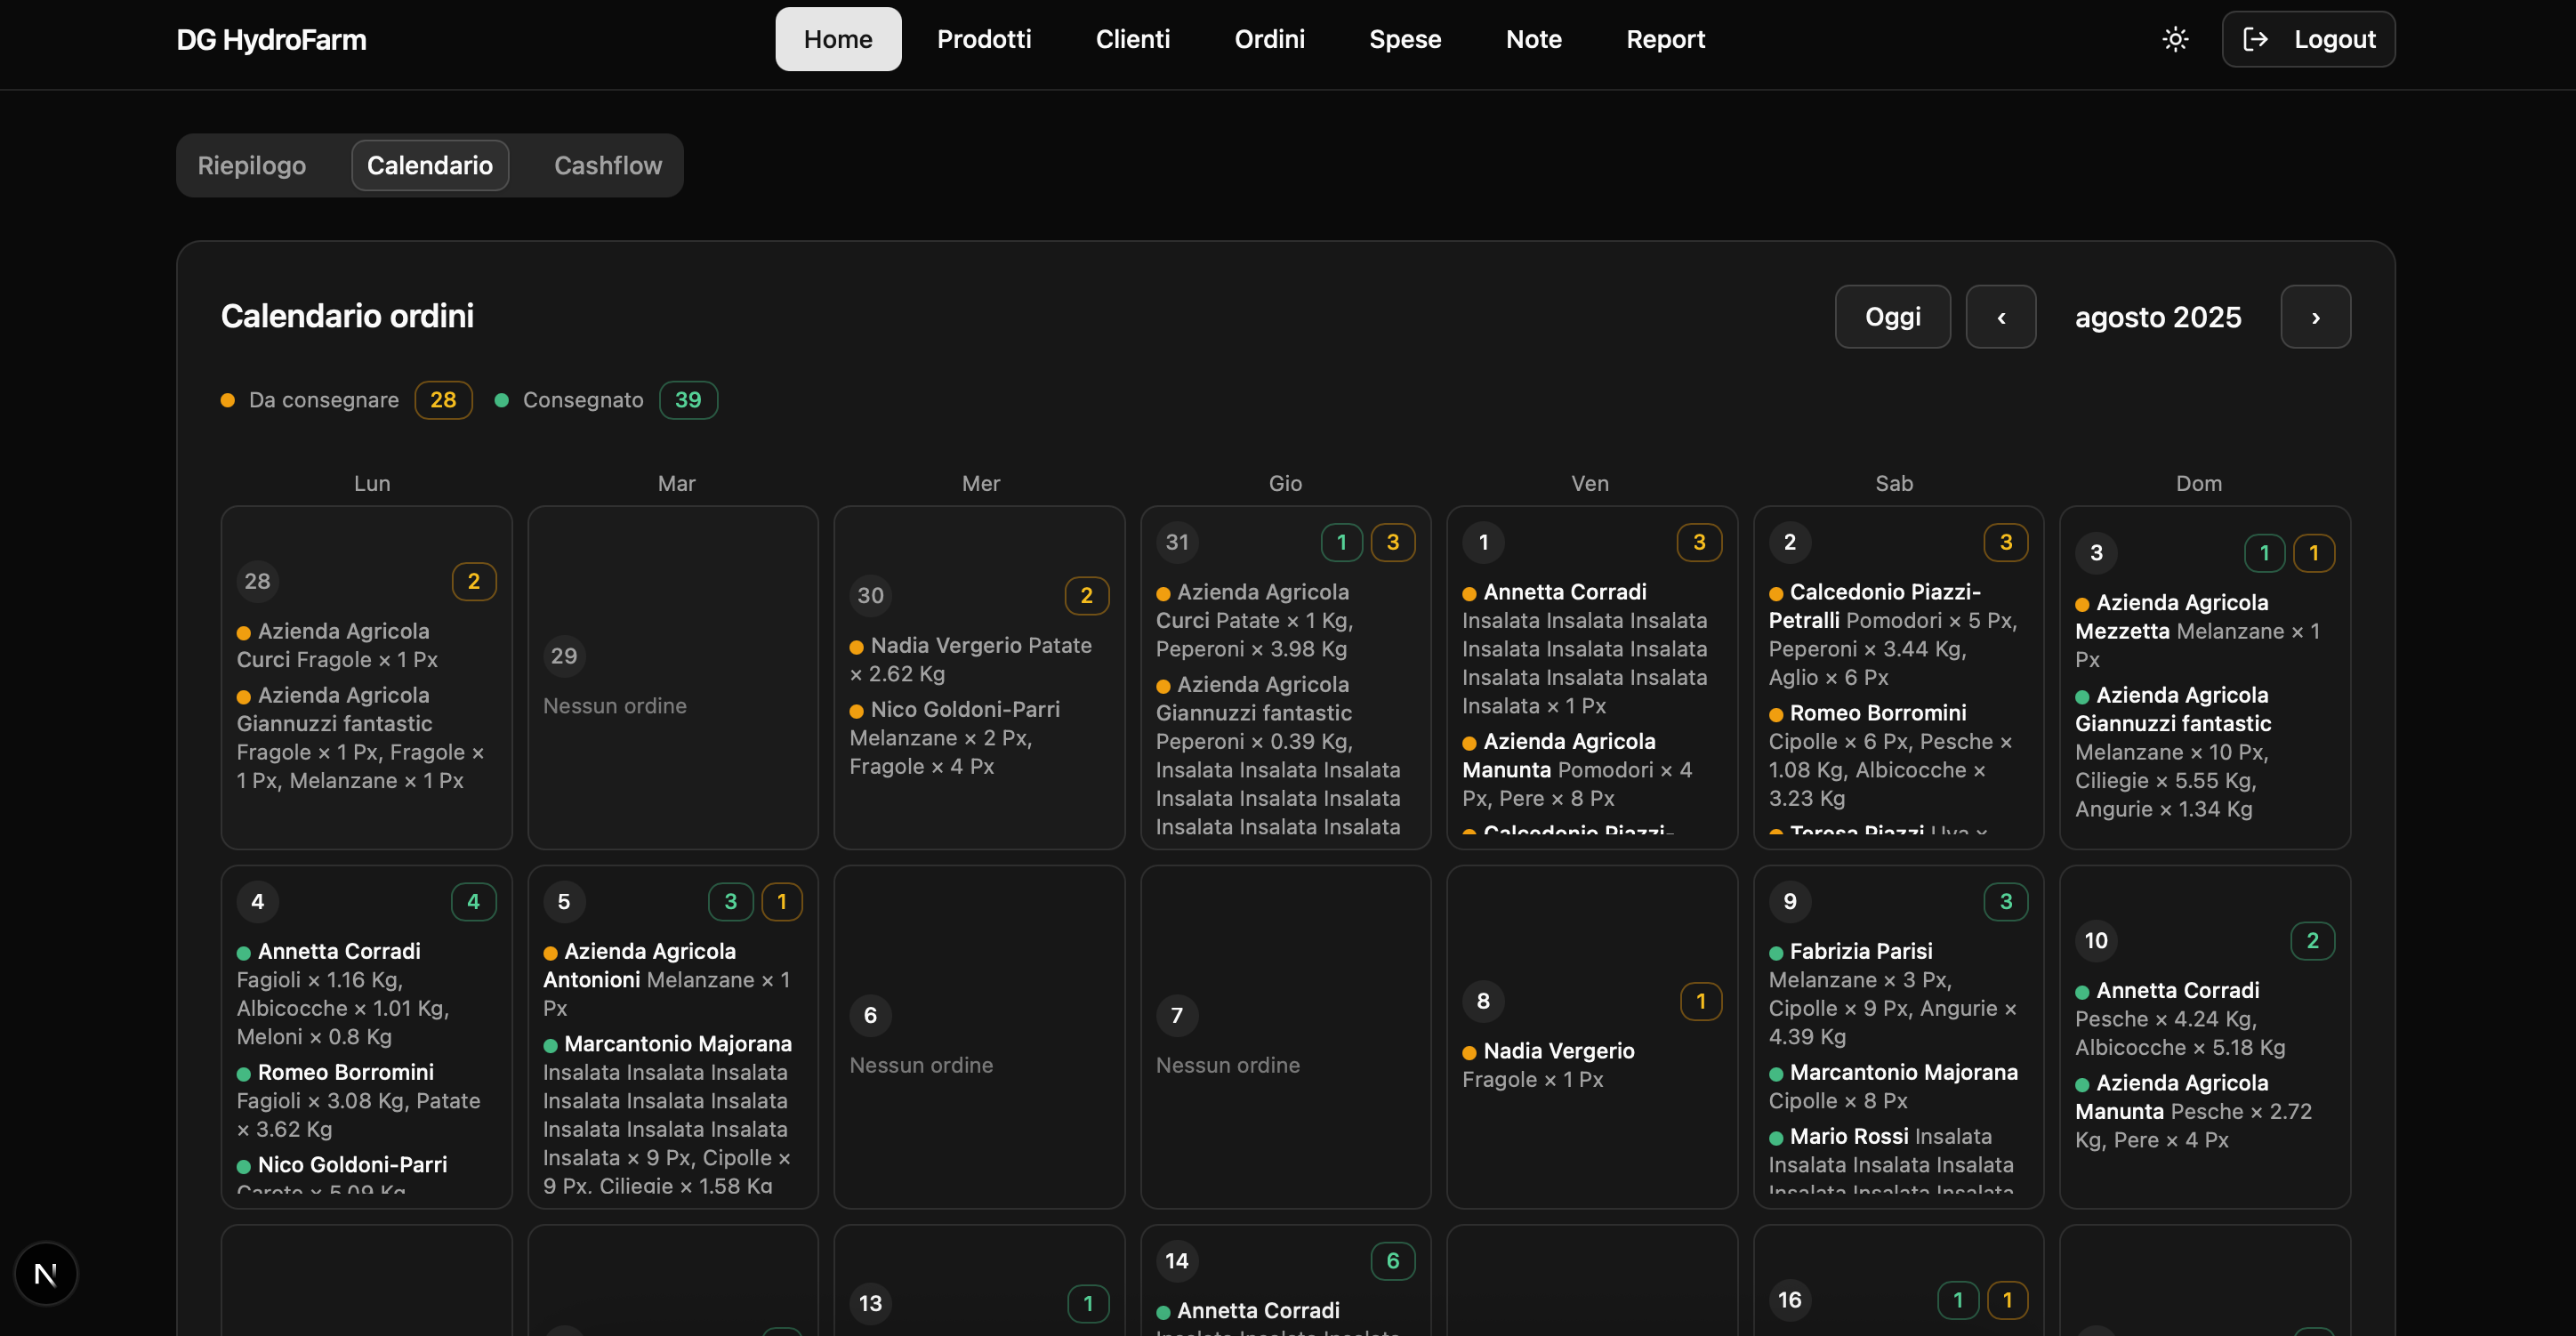 DG HydroFarm
Home
Prodotti
Clienti
Ordini
Spese
Note
Report
Logout
Riepilogo
Calendario
Cashflow
Calendario ordini
Oggi
‹
agosto 2025
›
Da consegnare 28
Consegnato 39
Lun
Mar
Mer
Gio
Ven
Sab
Dom
28 2
Azienda Agricola
Curci Fragole × 1 Px
Azienda Agricola
Giannuzzi fantastic
Fragole × 1 Px, Fragole ×
1 Px, Melanzane × 1 Px
29
Nessun ordine
30 2
Nadia Vergerio Patate
× 2.62 Kg
Nico Goldoni-Parri
Melanzane × 2 Px,
Fragole × 4 Px
31 1 3
Azienda Agricola
Curci Patate × 1 Kg,
Peperoni × 3.98 Kg
Azienda Agricola
Giannuzzi fantastic
Peperoni × 0.39 Kg,
Insalata Insalata Insalata
Insalata Insalata Insalata
Insalata Insalata Insalata
1 3
Annetta Corradi
Insalata Insalata Insalata
Insalata Insalata Insalata
Insalata Insalata Insalata
Insalata × 1 Px
Azienda Agricola
Manunta Pomodori × 4
Px, Pere × 8 Px
Calcedonio Piazzi-
2 3
Calcedonio Piazzi-
Petralli Pomodori × 5 Px,
Peperoni × 3.44 Kg,
Aglio × 6 Px
Romeo Borromini
Cipolle × 6 Px, Pesche ×
1.08 Kg, Albicocche ×
3.23 Kg
Teresa Piazzi Uva ×
3 1 1
Azienda Agricola
Mezzetta Melanzane × 1
Px
Azienda Agricola
Giannuzzi fantastic
Melanzane × 10 Px,
Ciliegie × 5.55 Kg,
Angurie × 1.34 Kg
4 4
Annetta Corradi
Fagioli × 1.16 Kg,
Albicocche × 1.01 Kg,
Meloni × 0.8 Kg
Romeo Borromini
Fagioli × 3.08 Kg, Patate
× 3.62 Kg
Nico Goldoni-Parri
Carote × 5.09 Kg
5 3 1
Azienda Agricola
Antonioni Melanzane × 1
Px
Marcantonio Majorana
Insalata Insalata Insalata
Insalata Insalata Insalata
Insalata Insalata Insalata
Insalata × 9 Px, Cipolle ×
9 Px, Ciliegie × 1.58 Kg
6
Nessun ordine
7
Nessun ordine
8 1
Nadia Vergerio
Fragole × 1 Px
9 3
Fabrizia Parisi
Melanzane × 3 Px,
Cipolle × 9 Px, Angurie ×
4.39 Kg
Marcantonio Majorana
Cipolle × 8 Px
Mario Rossi Insalata
Insalata Insalata Insalata
Insalata Insalata Insalata
10 2
Annetta Corradi
Pesche × 4.24 Kg,
Albicocche × 5.18 Kg
Azienda Agricola
Manunta Pesche × 2.72
Kg, Pere × 4 Px
13 1
14 6
Annetta Corradi
Insalata Insalata Insalata
16 1 1
N